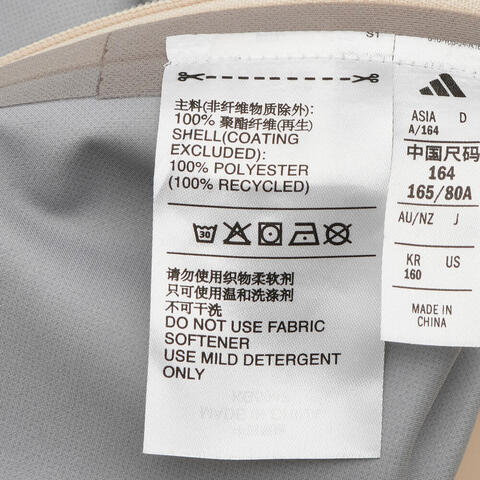 S1
主料(非纤维物质除外):
100% 聚酯纤维(再生)
SHELL(COATING
EXCLUDED):
100% POLYESTER
(100% RECYCLED)
30
请勿使用织物柔软剂
只可使用温和洗涤剂
不可干洗
DO NOT USE FABRIC
SOFTENER
USE MILD DETERGENT
ONLY
ASIA D
A/164
中国尺码
164
165/80A
AU/NZ J
KR US
160
MADE IN
CHINA